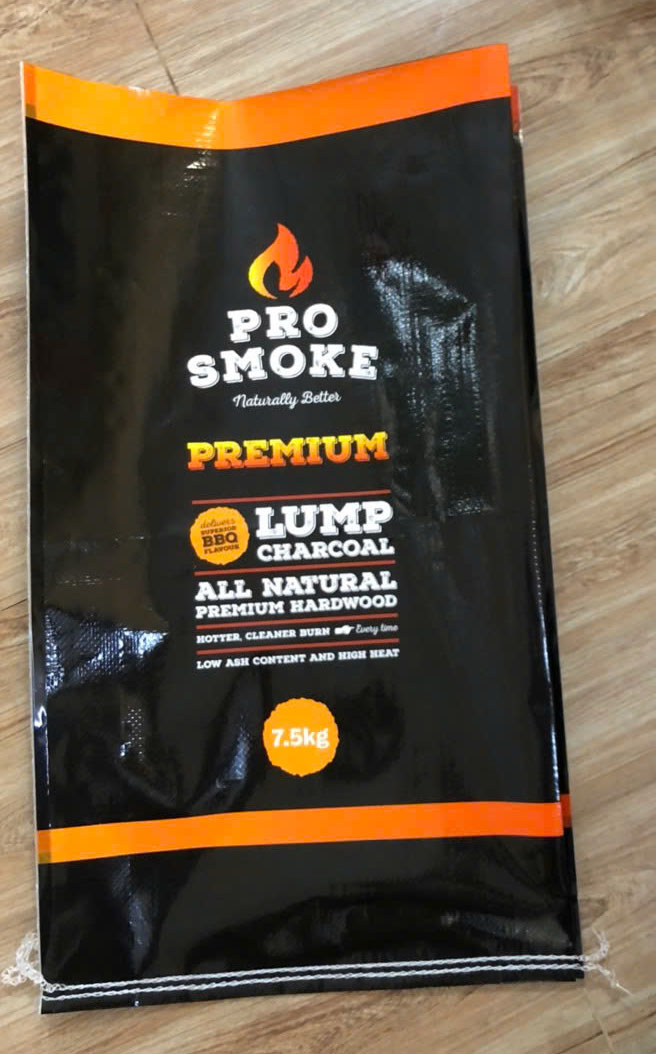 PRO
SMOKE
Naturally Better
PREMIUM
delivers
SUPERIOR
BBQ
FLAVOUR
LUMP
CHARCOAL
ALL NATURAL
PREMIUM HARDWOOD
HOTTER, CLEANER BURN Every time
LOW ASH CONTENT AND HIGH HEAT
7.5kg